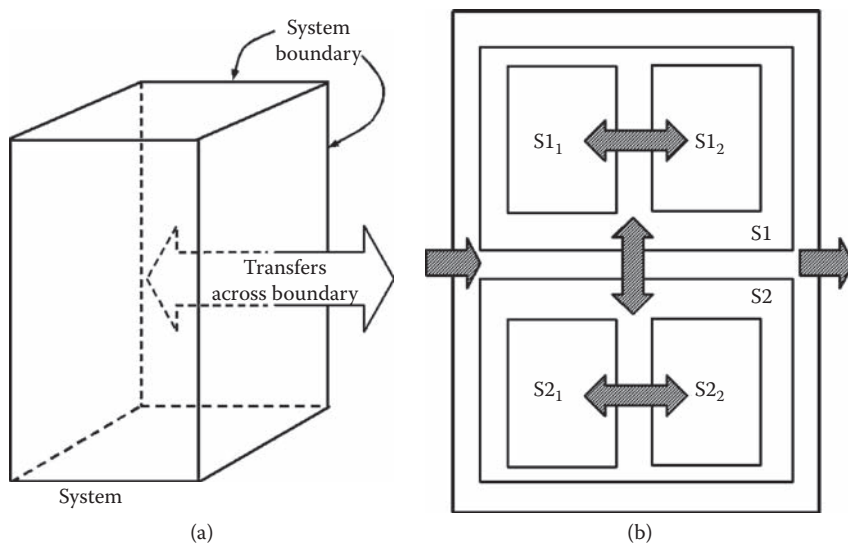 System
boundary
Transfers
across boundary
System
(a)
S1₁
S1₂
S1
S2
S2₁
S2₂
(b)